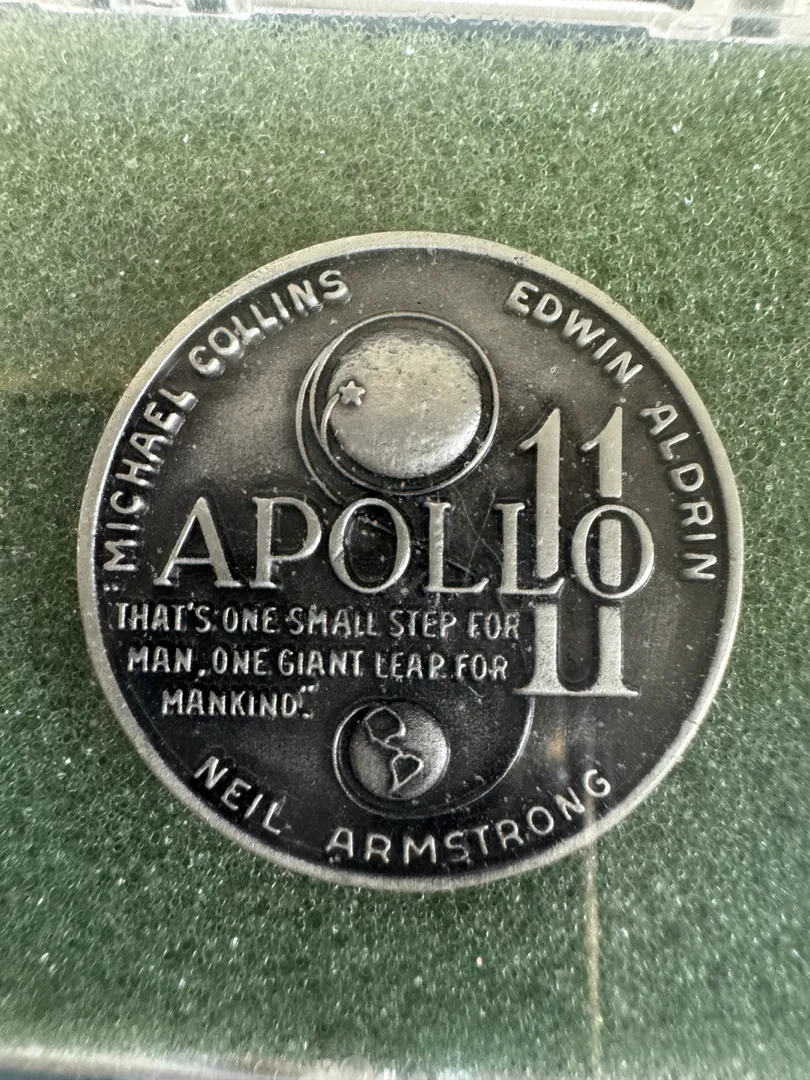 MICHAEL COLLINS
EDWIN ALDRIN
11
APOLLO
"THAT'S ONE SMALL STEP FOR
MAN, ONE GIANT LEAP FOR
MANKIND."
NEIL ARMSTRONG